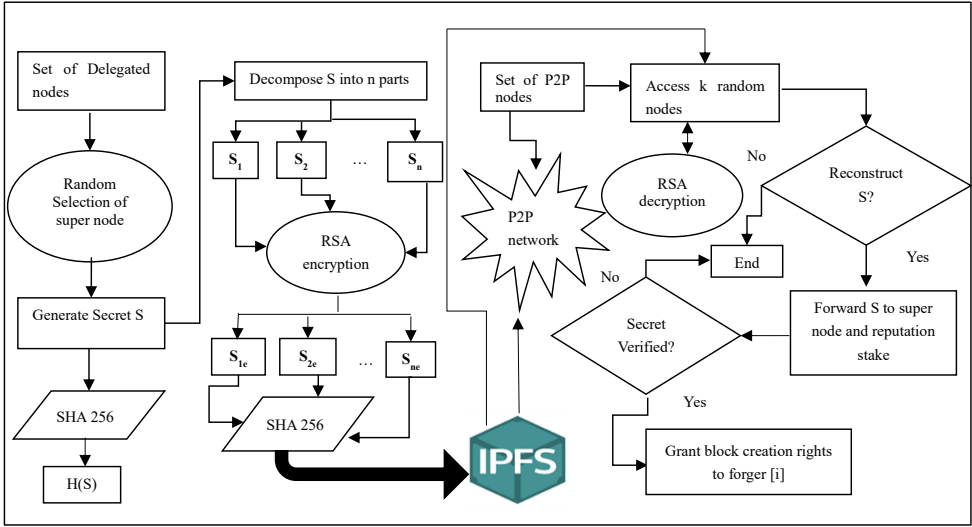 Set of Delegated
nodes
Random
Selection of
super node
Generate Secret S
SHA 256
H(S)
Decompose S into n parts
S1
S2
…
Sn
RSA
encryption
S1e
S2e
…
Sne
SHA 256
IPFS
Set of P2P
nodes
P2P
network
Access k random
nodes
RSA
decryption
No
Reconstruct
S?
Yes
End
No
Forward S to super
node and reputation
stake
Secret
Verified?
Yes
Grant block creation rights
to forger [i]